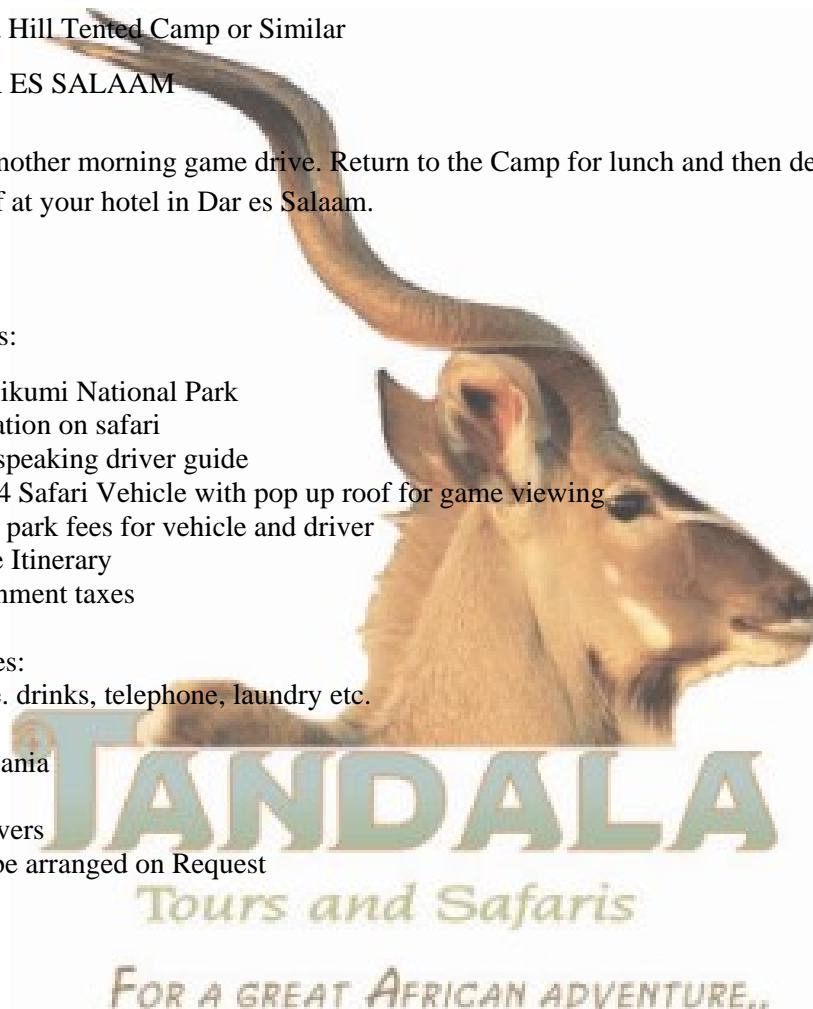 Hill Tented Camp or Similar
ES SALAAM
nother morning game drive. Return to the Camp for lunch and then de
f at your hotel in Dar es Salaam.
s:
ikumi National Park
ation on safari
speaking driver guide
4 Safari Vehicle with pop up roof for game viewing
park fees for vehicle and driver
e Itinerary
nment taxes
es:
e. drinks, telephone, laundry etc.
ania
vers
be arranged on Request
TANDALA
Tours and Safaris
FOR A GREAT AFRICAN ADVENTURE..